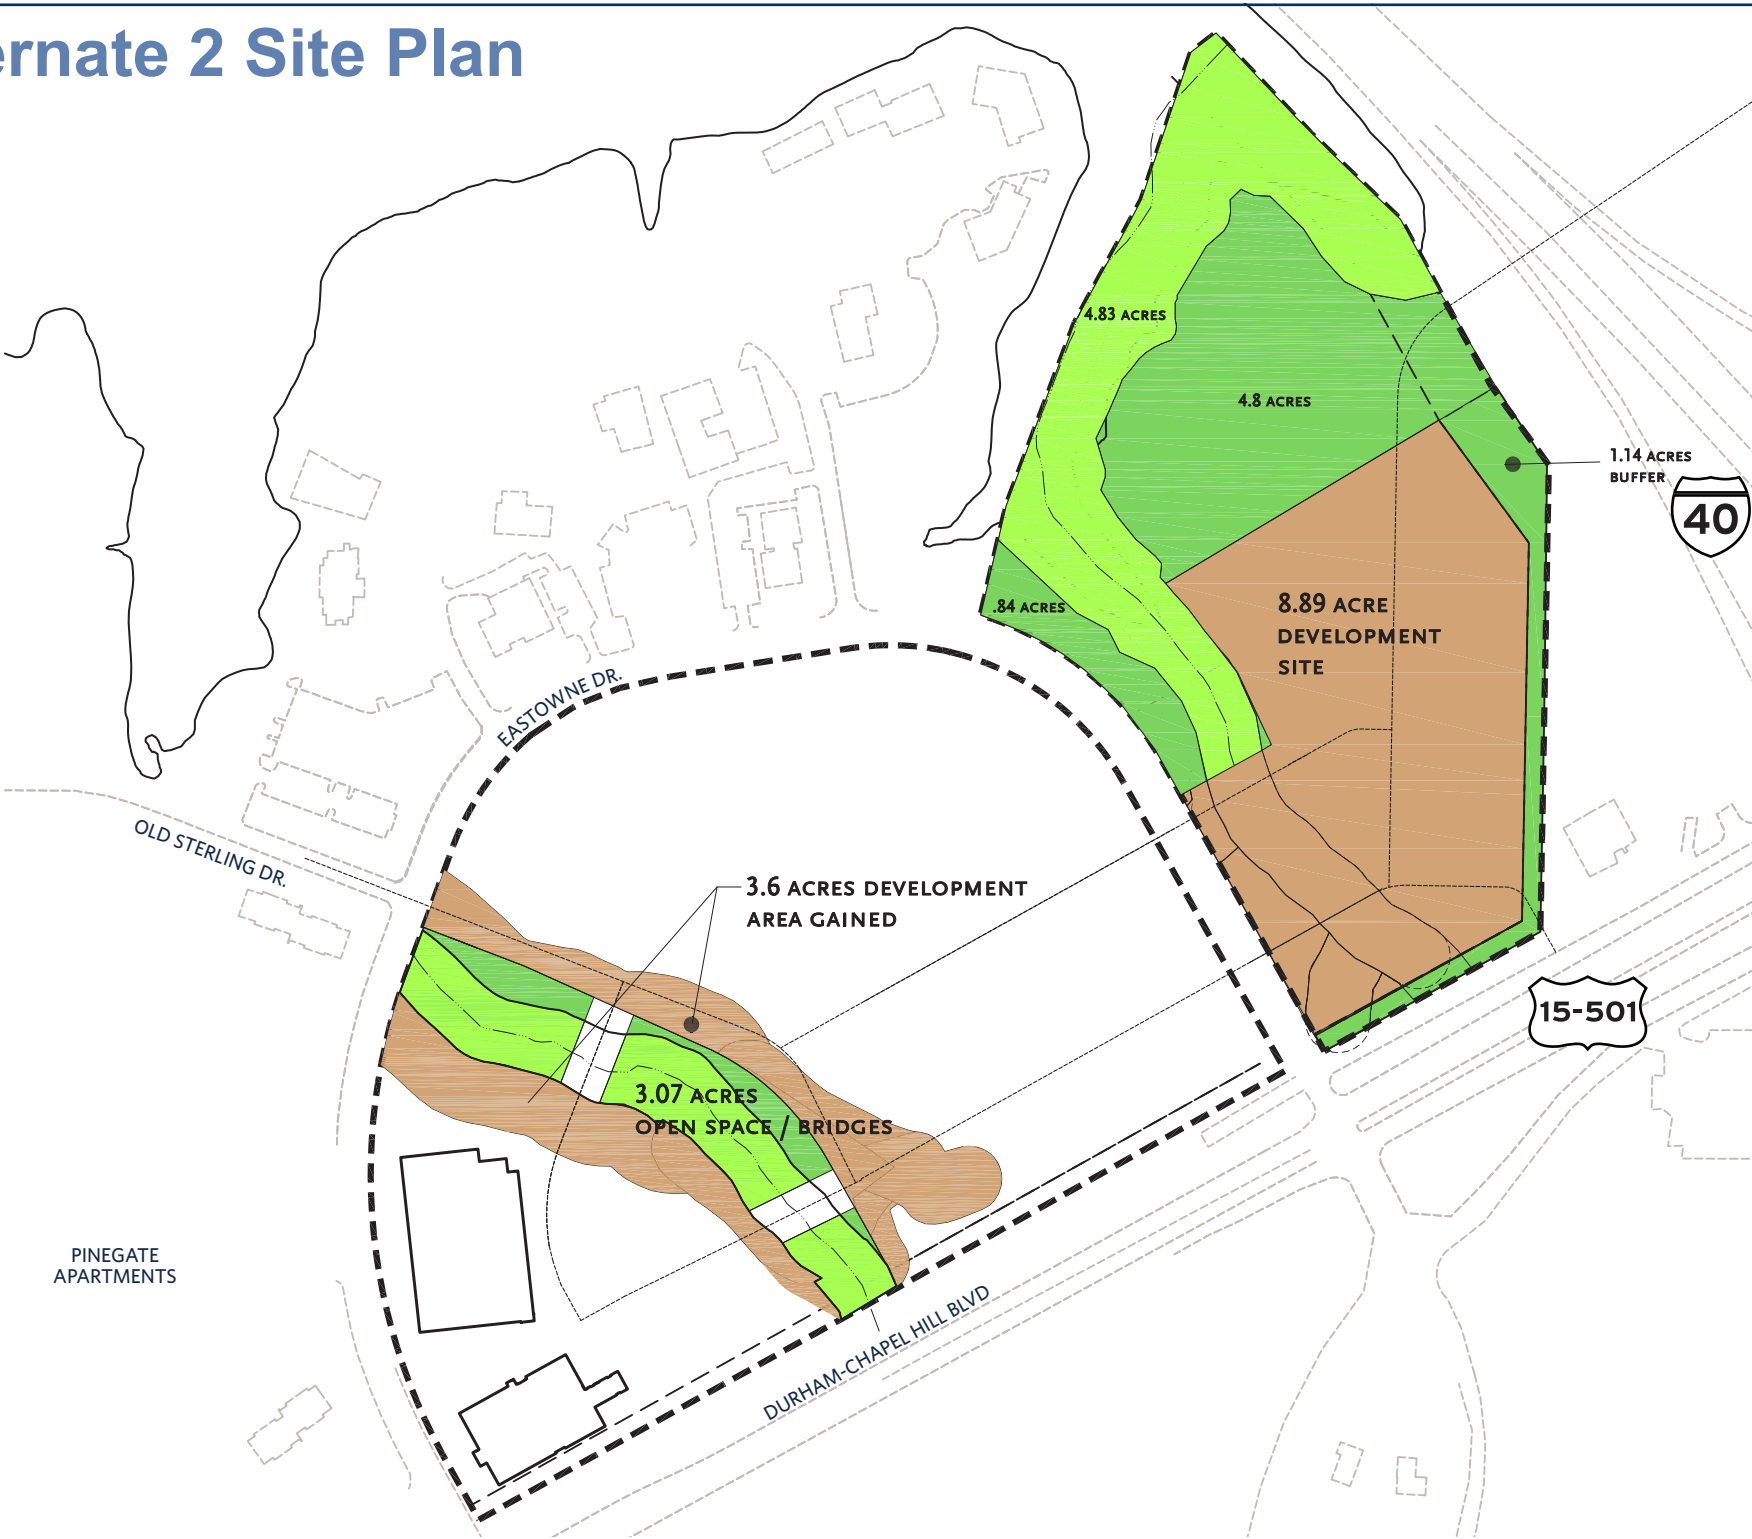 ernate 2 Site Plan
4.83 ACRES
4.8 ACRES
1.14 ACRES
BUFFER
40
.84 ACRES
8.89 ACRE
DEVELOPMENT
SITE
EASTOWNE DR.
OLD STERLING DR.
3.6 ACRES DEVELOPMENT
AREA GAINED
15-501
3.07 ACRES
OPEN SPACE / BRIDGES
PINEGATE
APARTMENTS
DURHAM-CHAPEL HILL BLVD